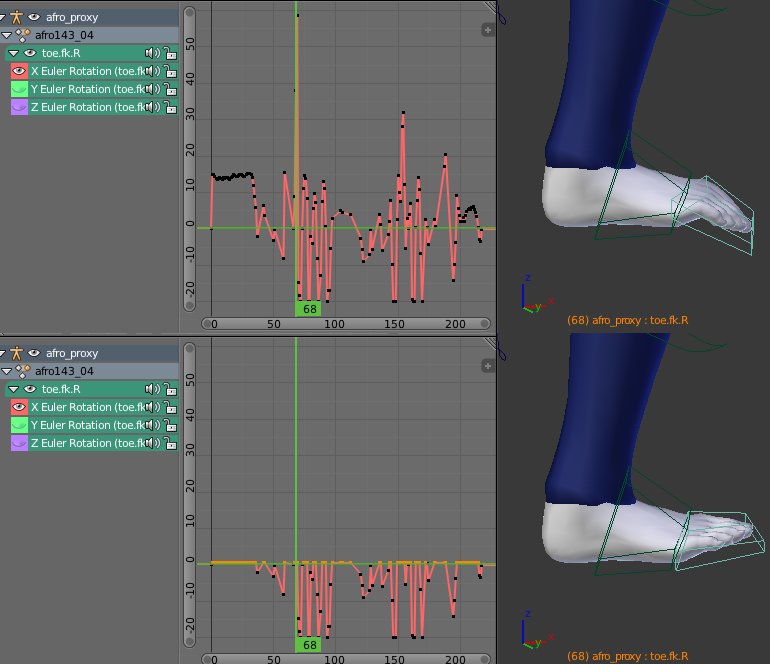 afro_proxy
afro143_04
toe.fk.R
X Euler Rotation (toe.fk
Y Euler Rotation (toe.fk
Z Euler Rotation (toe.fk
50
40
30
20
10
0
-10
-20
68
0 50 100 150 200
z
x
y
(68) afro_proxy : toe.fk.R
afro_proxy
afro143_04
toe.fk.R
X Euler Rotation (toe.fk
Y Euler Rotation (toe.fk
Z Euler Rotation (toe.fk
50
40
30
20
10
0
-10
-20
68
0 50 100 150 200
z
x
y
(68) afro_proxy : toe.fk.R